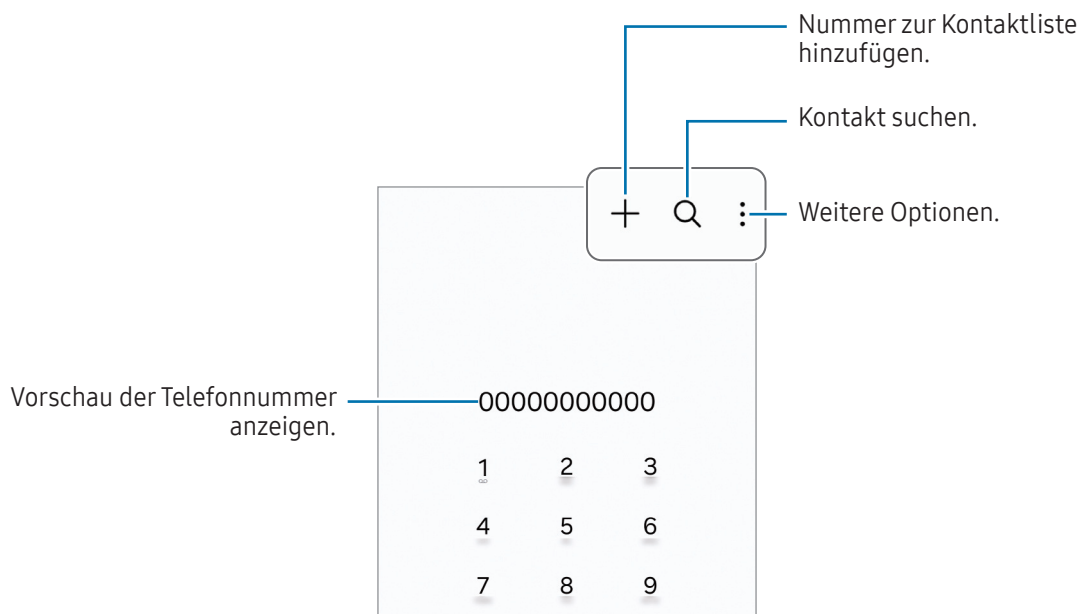 Nummer zur Kontaktliste
hinzufügen.
Kontakt suchen.
Weitere Optionen.
Vorschau der Telefonnummer
anzeigen.
00000000000
1 2 3
4 5 6
7 8 9